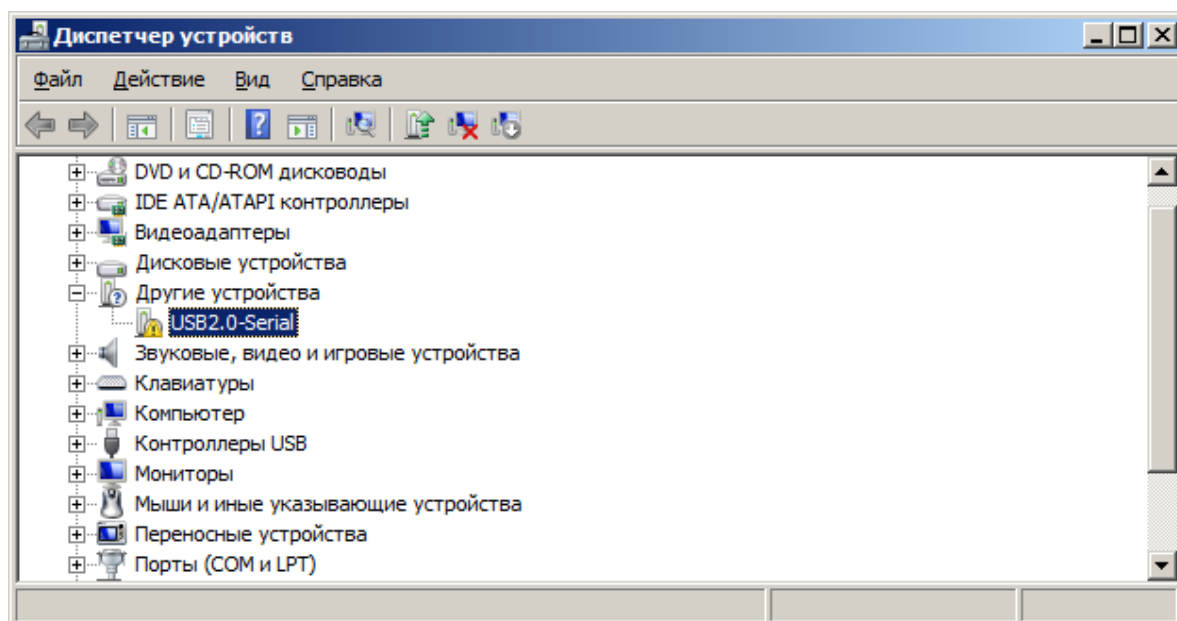 Диспетчер устройств
Файл Действие Вид Справка
DVD и CD-ROM дисководы
IDE ATA/ATAPI контроллеры
Видеоадаптеры
Дисковые устройства
Другие устройства
USB2.0-Serial
Звуковые, видео и игровые устройства
Клавиатуры
Компьютер
Контроллеры USB
Мониторы
Мыши и иные указывающие устройства
Переносные устройства
Порты (COM и LPT)